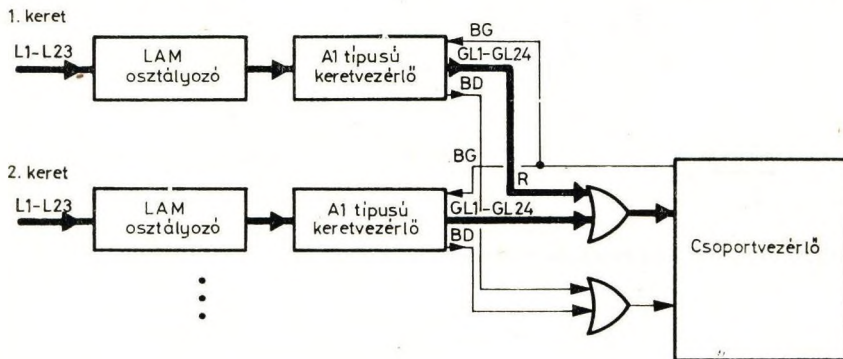 1. keret
L1-L23
LAM
osztályozó
A1 típusú
keretvezérlő
BG
GL1-GL24
BD
2. keret
L1-L23
LAM
osztályozó
A1 típusú
keretvezérlő
BG
R
GL1-GL24
BD
Csoportvezérlő